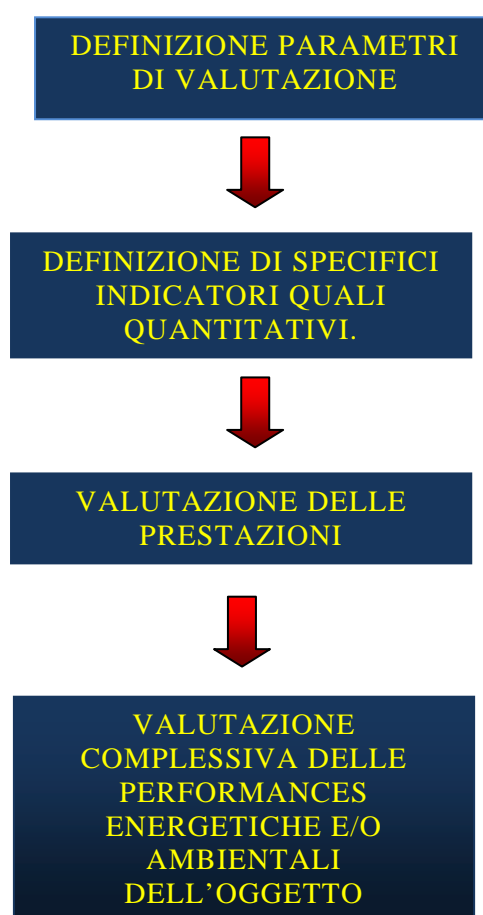 DEFINIZIONE PARAMETRI
DI VALUTAZIONE
DEFINIZIONE DI SPECIFICI
INDICATORI QUALI
QUANTITATIVI.
VALUTAZIONE DELLE
PRESTAZIONI
VALUTAZIONE
COMPLESSIVA DELLE
PERFORMANCES
ENERGETICHE E/O
AMBIENTALI
DELL’OGGETTO